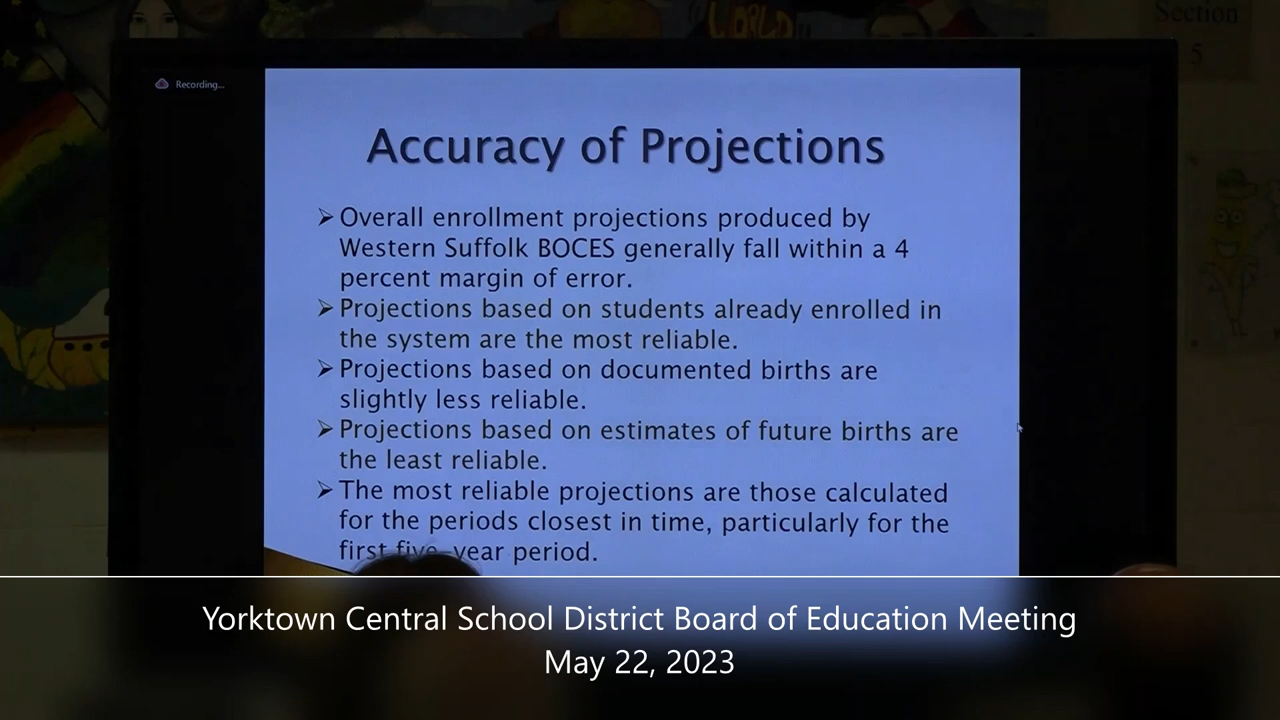 WORLD
Section
5
Recording...
Accuracy of Projections
➢Overall enrollment projections produced by
Western Suffolk BOCES generally fall within a 4
percent margin of error.
➢Projections based on students already enrolled in
the system are the most reliable.
➢Projections based on documented births are
slightly less reliable.
➢Projections based on estimates of future births are
the least reliable.
➢The most reliable projections are those calculated
for the periods closest in time, particularly for the
first five-year period.
Yorktown Central School District Board of Education Meeting
May 22, 2023